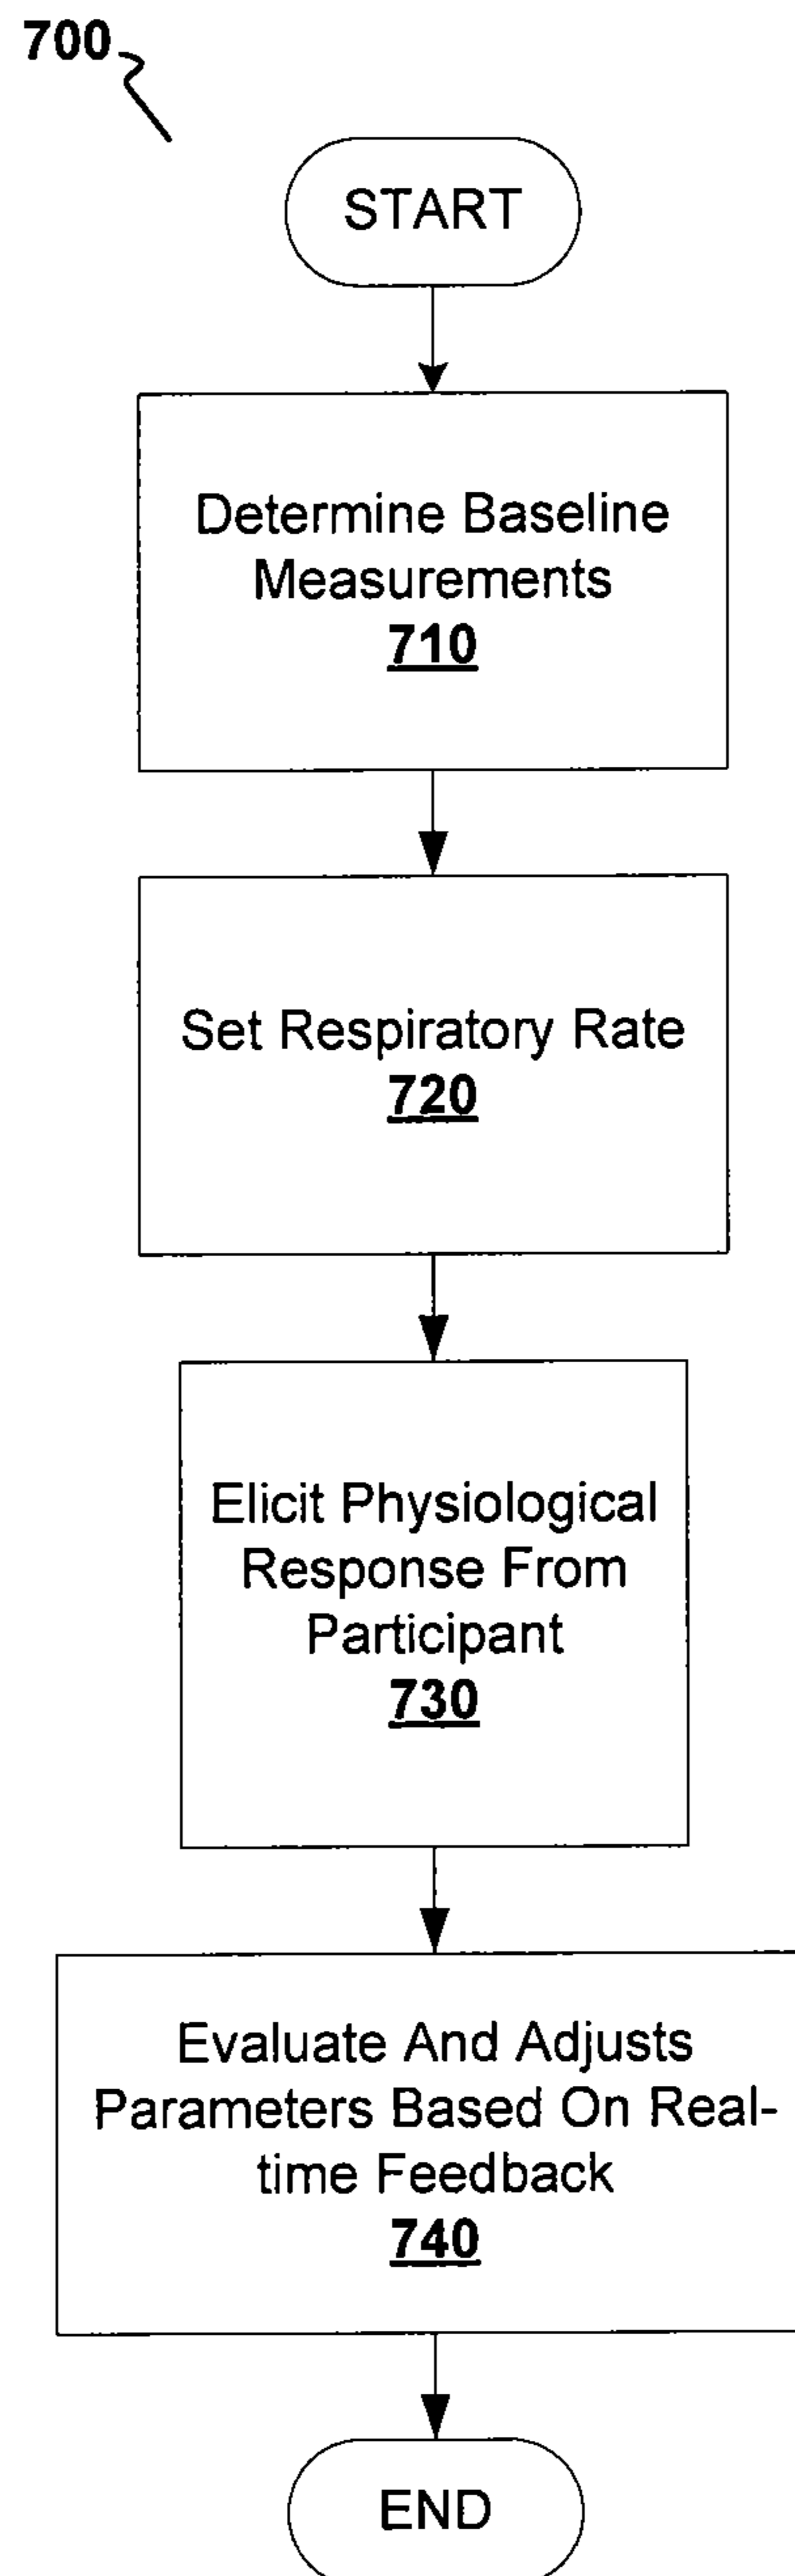 700
START
Determine Baseline
Measurements
710
Set Respiratory Rate
720
Elicit Physiological
Response From
Participant
730
Evaluate And Adjusts
Parameters Based On Real-
time Feedback
740
END